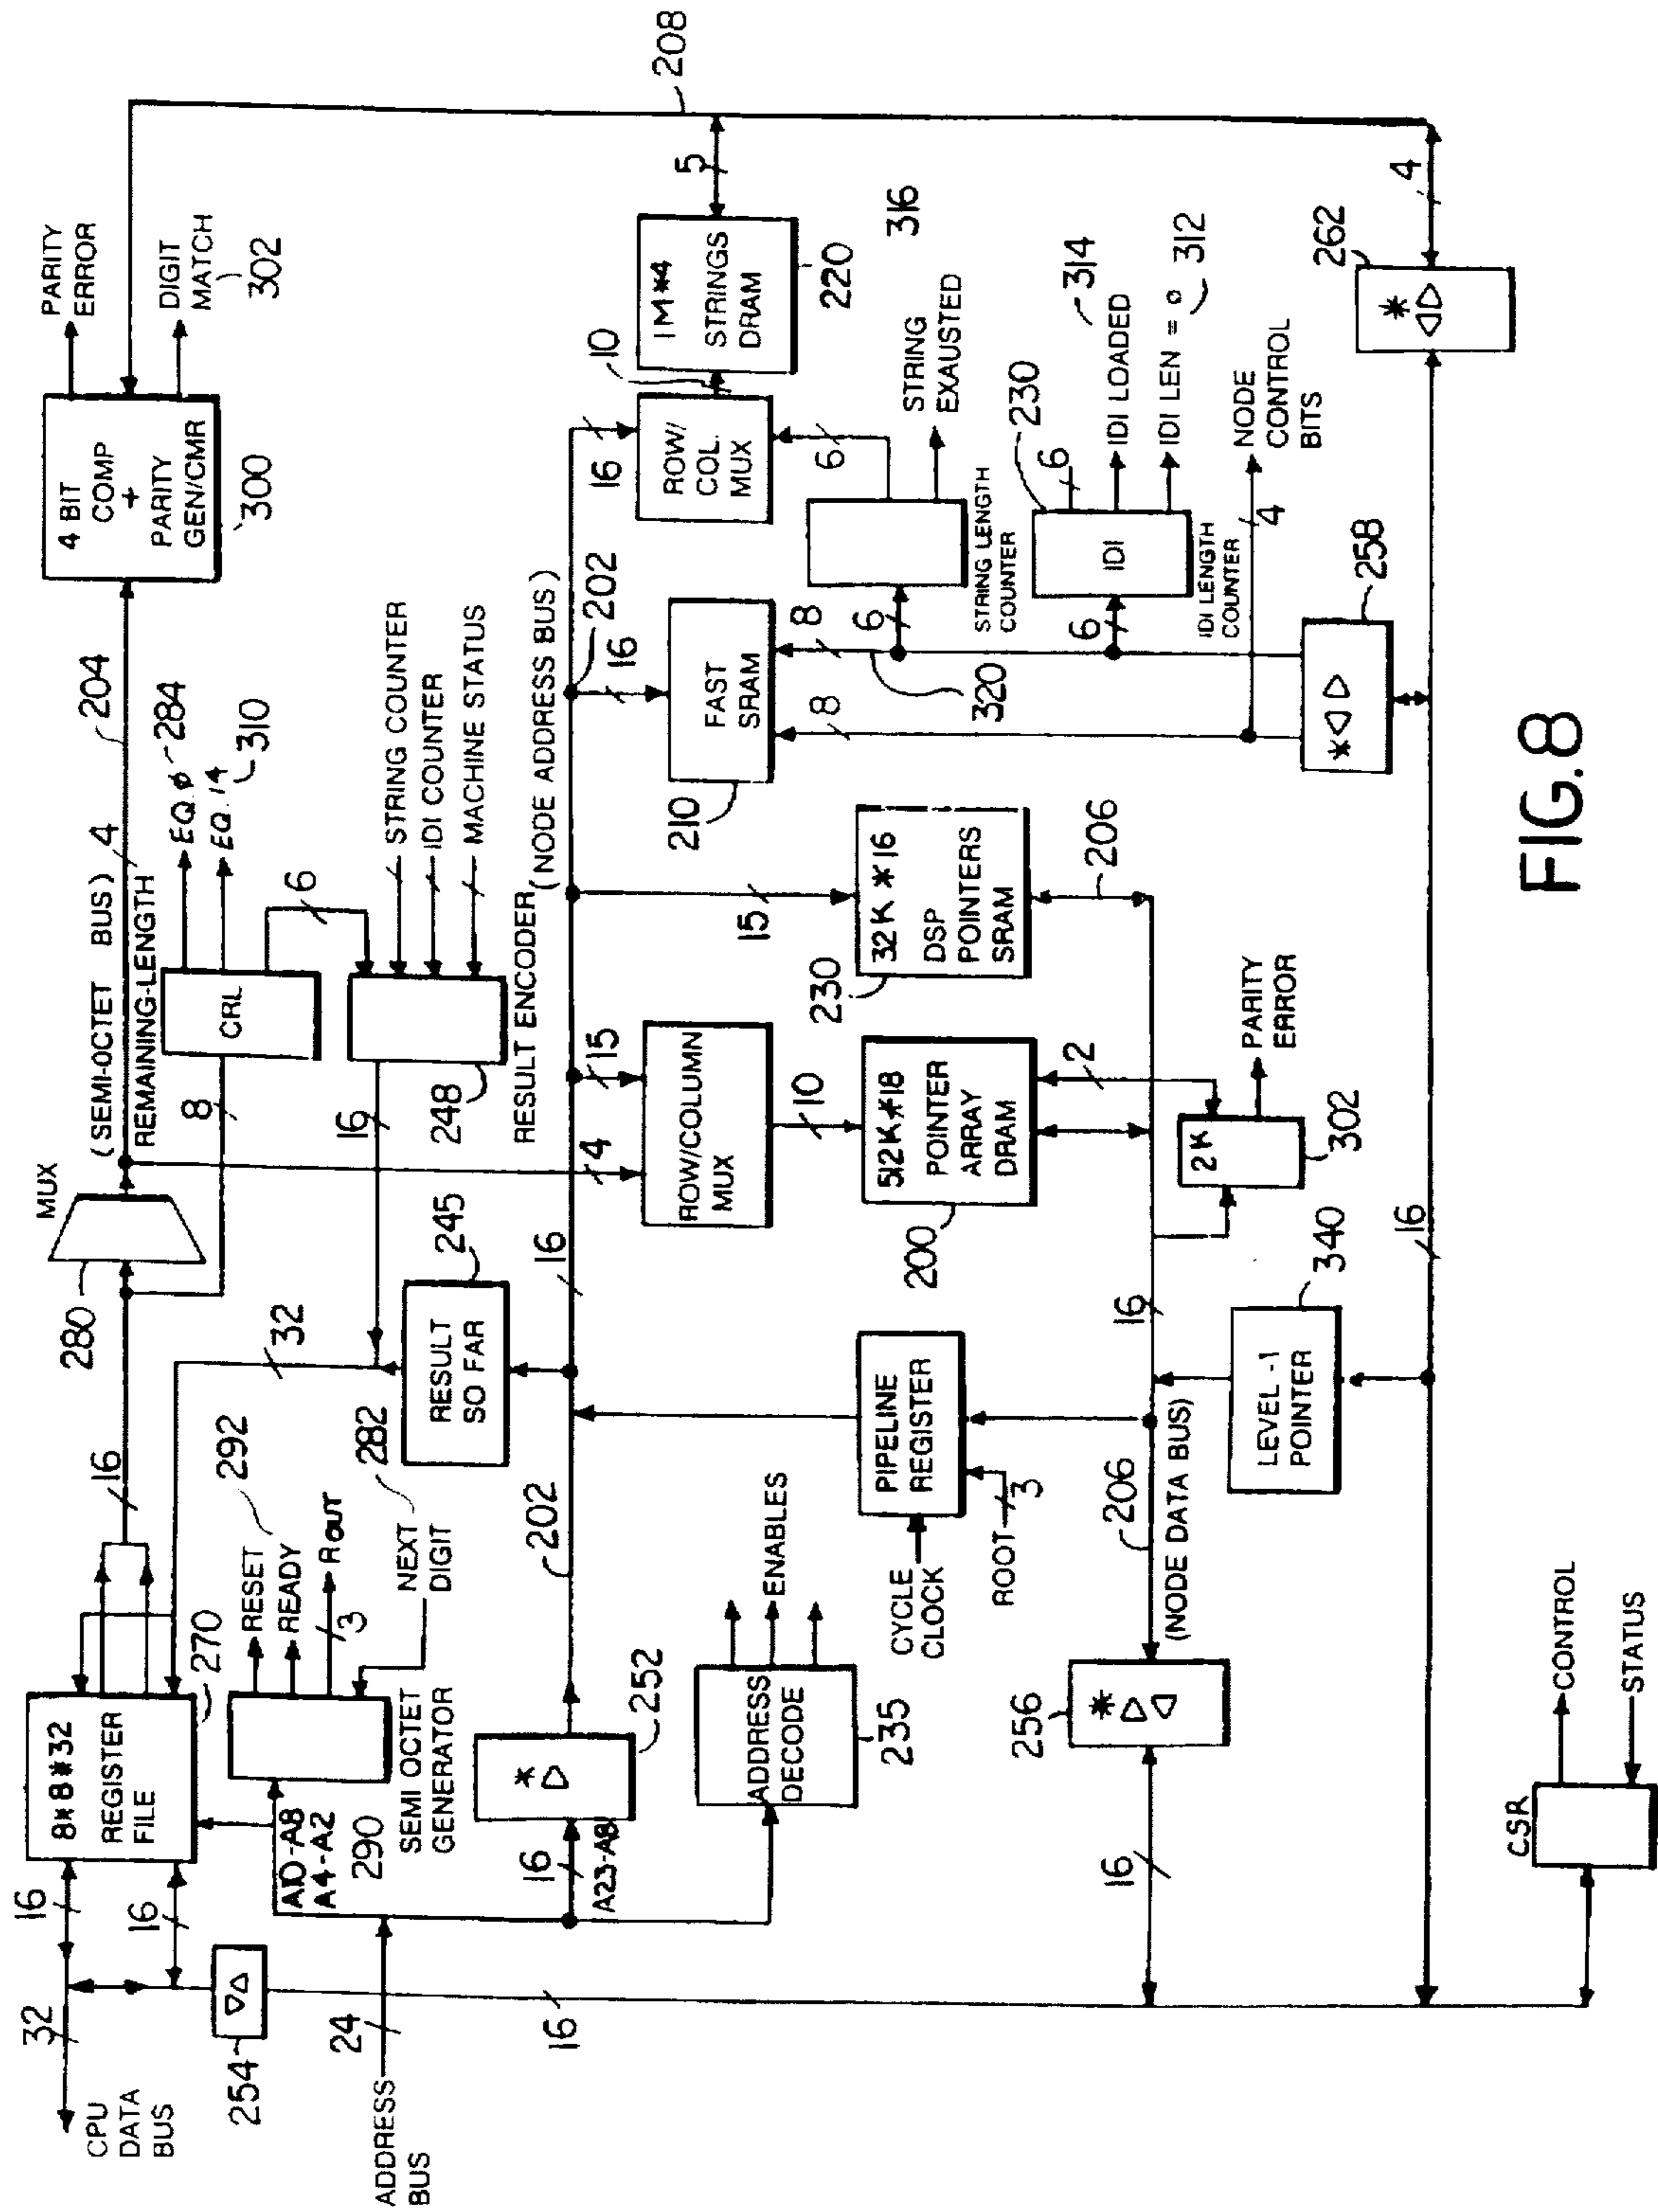 CPU
DATA
BUS
32
16
16
254
ADDRESS
BUS
24
16
8*8*32
REGISTER
FILE
270
A10-A8
A4-A2
290
SEMI OCTET
GENERATOR
RESET
READY
292
ROUT
3
NEXT
DIGIT
282
16
A23-A8
252
ADDRESS
DECODE
235
ENABLES
202
16
280
MUX
(SEMI-OCTET BUS)
4
204
REMAINING-LENGTH
8
CRL
EQ. 0
284
EQ. 14
310
6
STRING COUNTER
IDI COUNTER
MACHINE STATUS
248
16
RESULT ENCODER
32
RESULT
SO FAR
245
4 BIT
COMP
+
PARITY
GEN/CMR
300
PARITY
ERROR
DIGIT
MATCH
302
208
(NODE ADDRESS BUS)
202
16
4
15
ROW/COLUMN
MUX
10
512K*18
POINTER
ARRAY
DRAM
200
2
15
32K*16
DSP
POINTERS
SRAM
230
206
16
FAST
SRAM
210
8
8
320
16
ROW/
COL.
MUX
10
1M*4
STRINGS
DRAM
220
5
6
6
STRING LENGTH
COUNTER
STRING
EXAUSTED
316
IDI
230
6
6
IDI LENGTH
COUNTER
IDI LOADED
314
IDI LEN = 0
312
4
NODE
CONTROL
BITS
258
262
4
CYCLE
CLOCK
PIPELINE
REGISTER
ROOT
3
206
(NODE DATA BUS)
256
16
16
LEVEL -1
POINTER
340
2K
302
PARITY
ERROR
16
CSR
CONTROL
STATUS
FIG.8